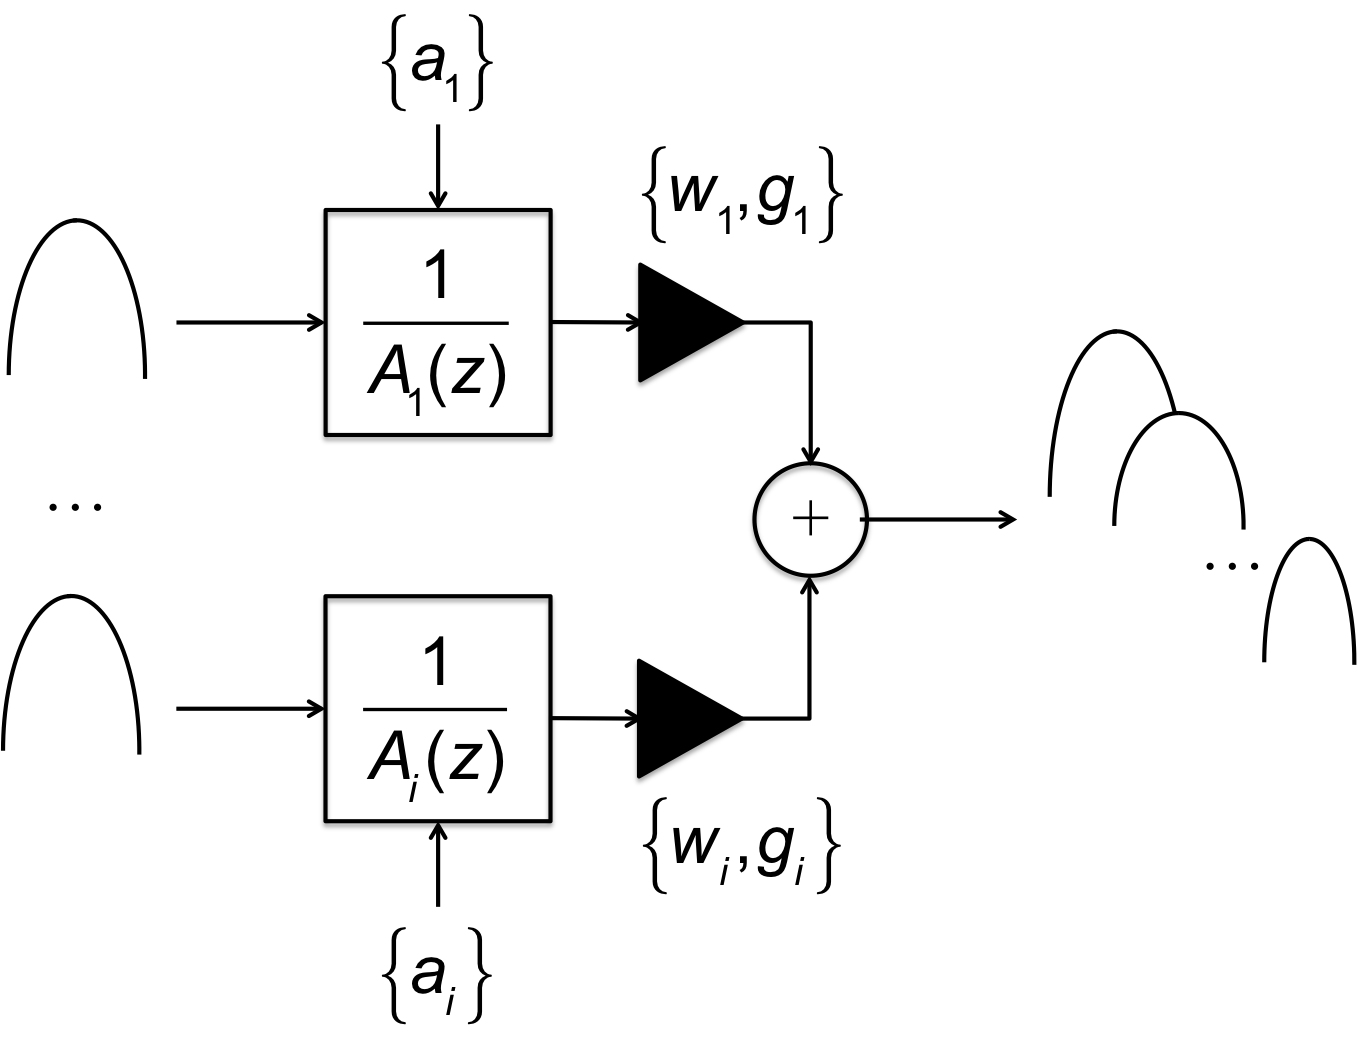 {a₁}
{w₁,g₁}
1
A₁(z)
...
+
...
1
Aᵢ(z)
{wᵢ,gᵢ}
{aᵢ}